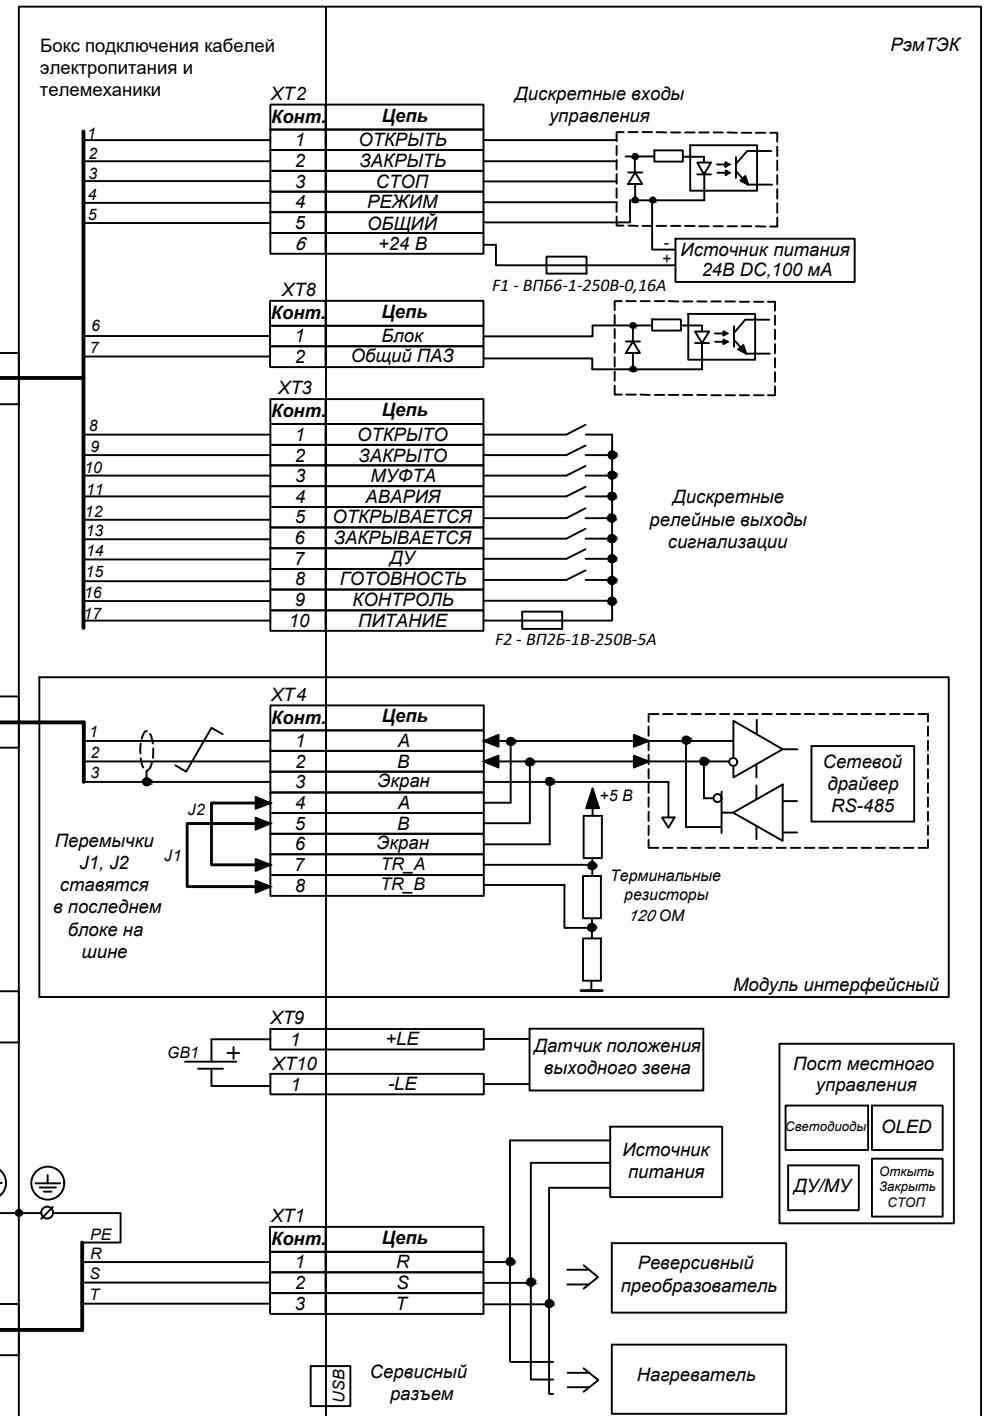 Бокс подключения кабелей
электропитания и
телемеханики
РэмТЭК
XT2
Конт. Цепь
1 ОТКРЫТЬ
2 ЗАКРЫТЬ
3 СТОП
4 РЕЖИМ
5 ОБЩИЙ
6 +24 В
1
2
3
4
5
Дискретные входы
управления
- Источник питания
+ 24В DC,100 мА
F1 - ВПБ6-1-250В-0,16А
XT8
Конт. Цепь
1 Блок
2 Общий ПАЗ
6
7
XT3
Конт. Цепь
1 ОТКРЫТО
2 ЗАКРЫТО
3 МУФТА
4 АВАРИЯ
5 ОТКРЫВАЕТСЯ
6 ЗАКРЫВАЕТСЯ
7 ДУ
8 ГОТОВНОСТЬ
9 КОНТРОЛЬ
10 ПИТАНИЕ
8
9
10
11
12
13
14
15
16
17
Дискретные
релейные выходы
сигнализации
F2 - ВП2Б-1В-250В-5А
XT4
Конт. Цепь
1 A
2 B
3 Экран
4 A
5 B
6 Экран
7 TR_A
8 TR_B
1
2
3
J2
J1
Перемычки
J1, J2
ставятся
в последнем
блоке на
шине
+5 В
Сетевой
драйвер
RS-485
Терминальные
резисторы
120 ОМ
Модуль интерфейсный
XT9
1 +LE
XT10
1 -LE
GB1 +
Датчик положения
выходного звена
Пост местного
управления
Светодиоды
OLED
ДУ/МУ
Откыть
Закрыть
СТОП
Источник
питания
XT1
Конт. Цепь
1 R
2 S
3 T
PE
R
S
T
Реверсивный
преобразователь
Нагреватель
USB
Сервисный
разъем